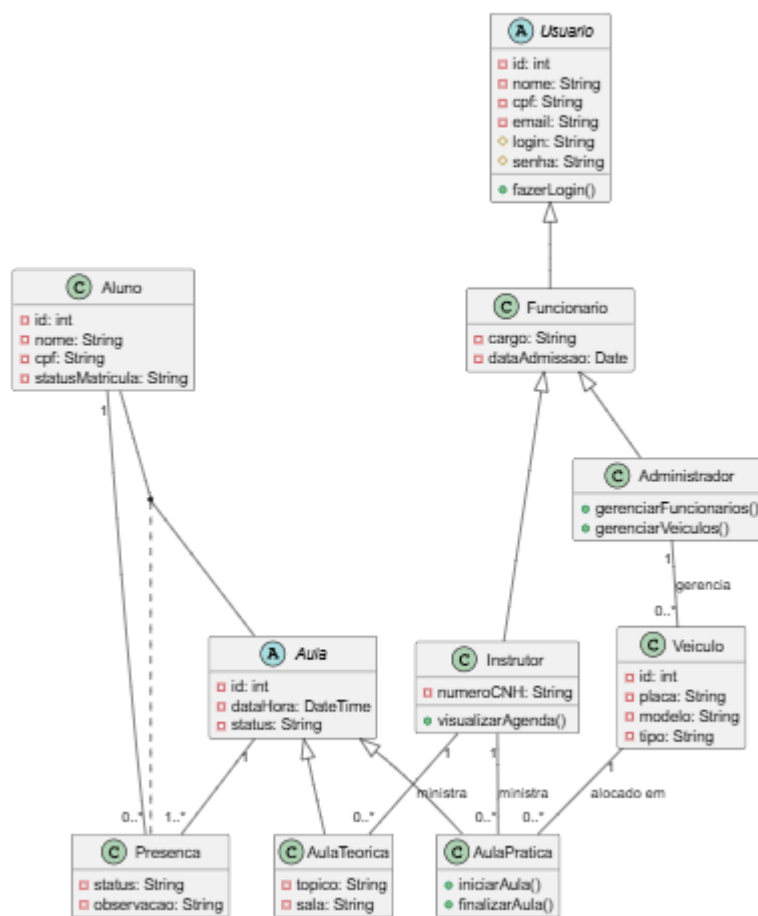 A Usuario
id: int
nome: String
cpf: String
email: String
login: String
senha: String
fazerLogin()
C Aluno
id: int
nome: String
cpf: String
statusMatricula: String
C Funcionario
cargo: String
dataAdmissao: Date
1
C Administrador
gerenciarFuncionarios()
gerenciarVeiculos()
1
gerencia
0..*
A Aula
id: int
dataHora: DateTime
status: String
C Instrutor
numeroCNH: String
visualizarAgenda()
C Veiculo
id: int
placa: String
modelo: String
tipo: String
1
1
1
1
ministra
ministra
alocado em
0..*
1..*
0..*
0..*
0..*
C Presenca
status: String
observacao: String
C AulaTeorica
topico: String
sala: String
C AulaPratica
iniciarAula()
finalizarAula()